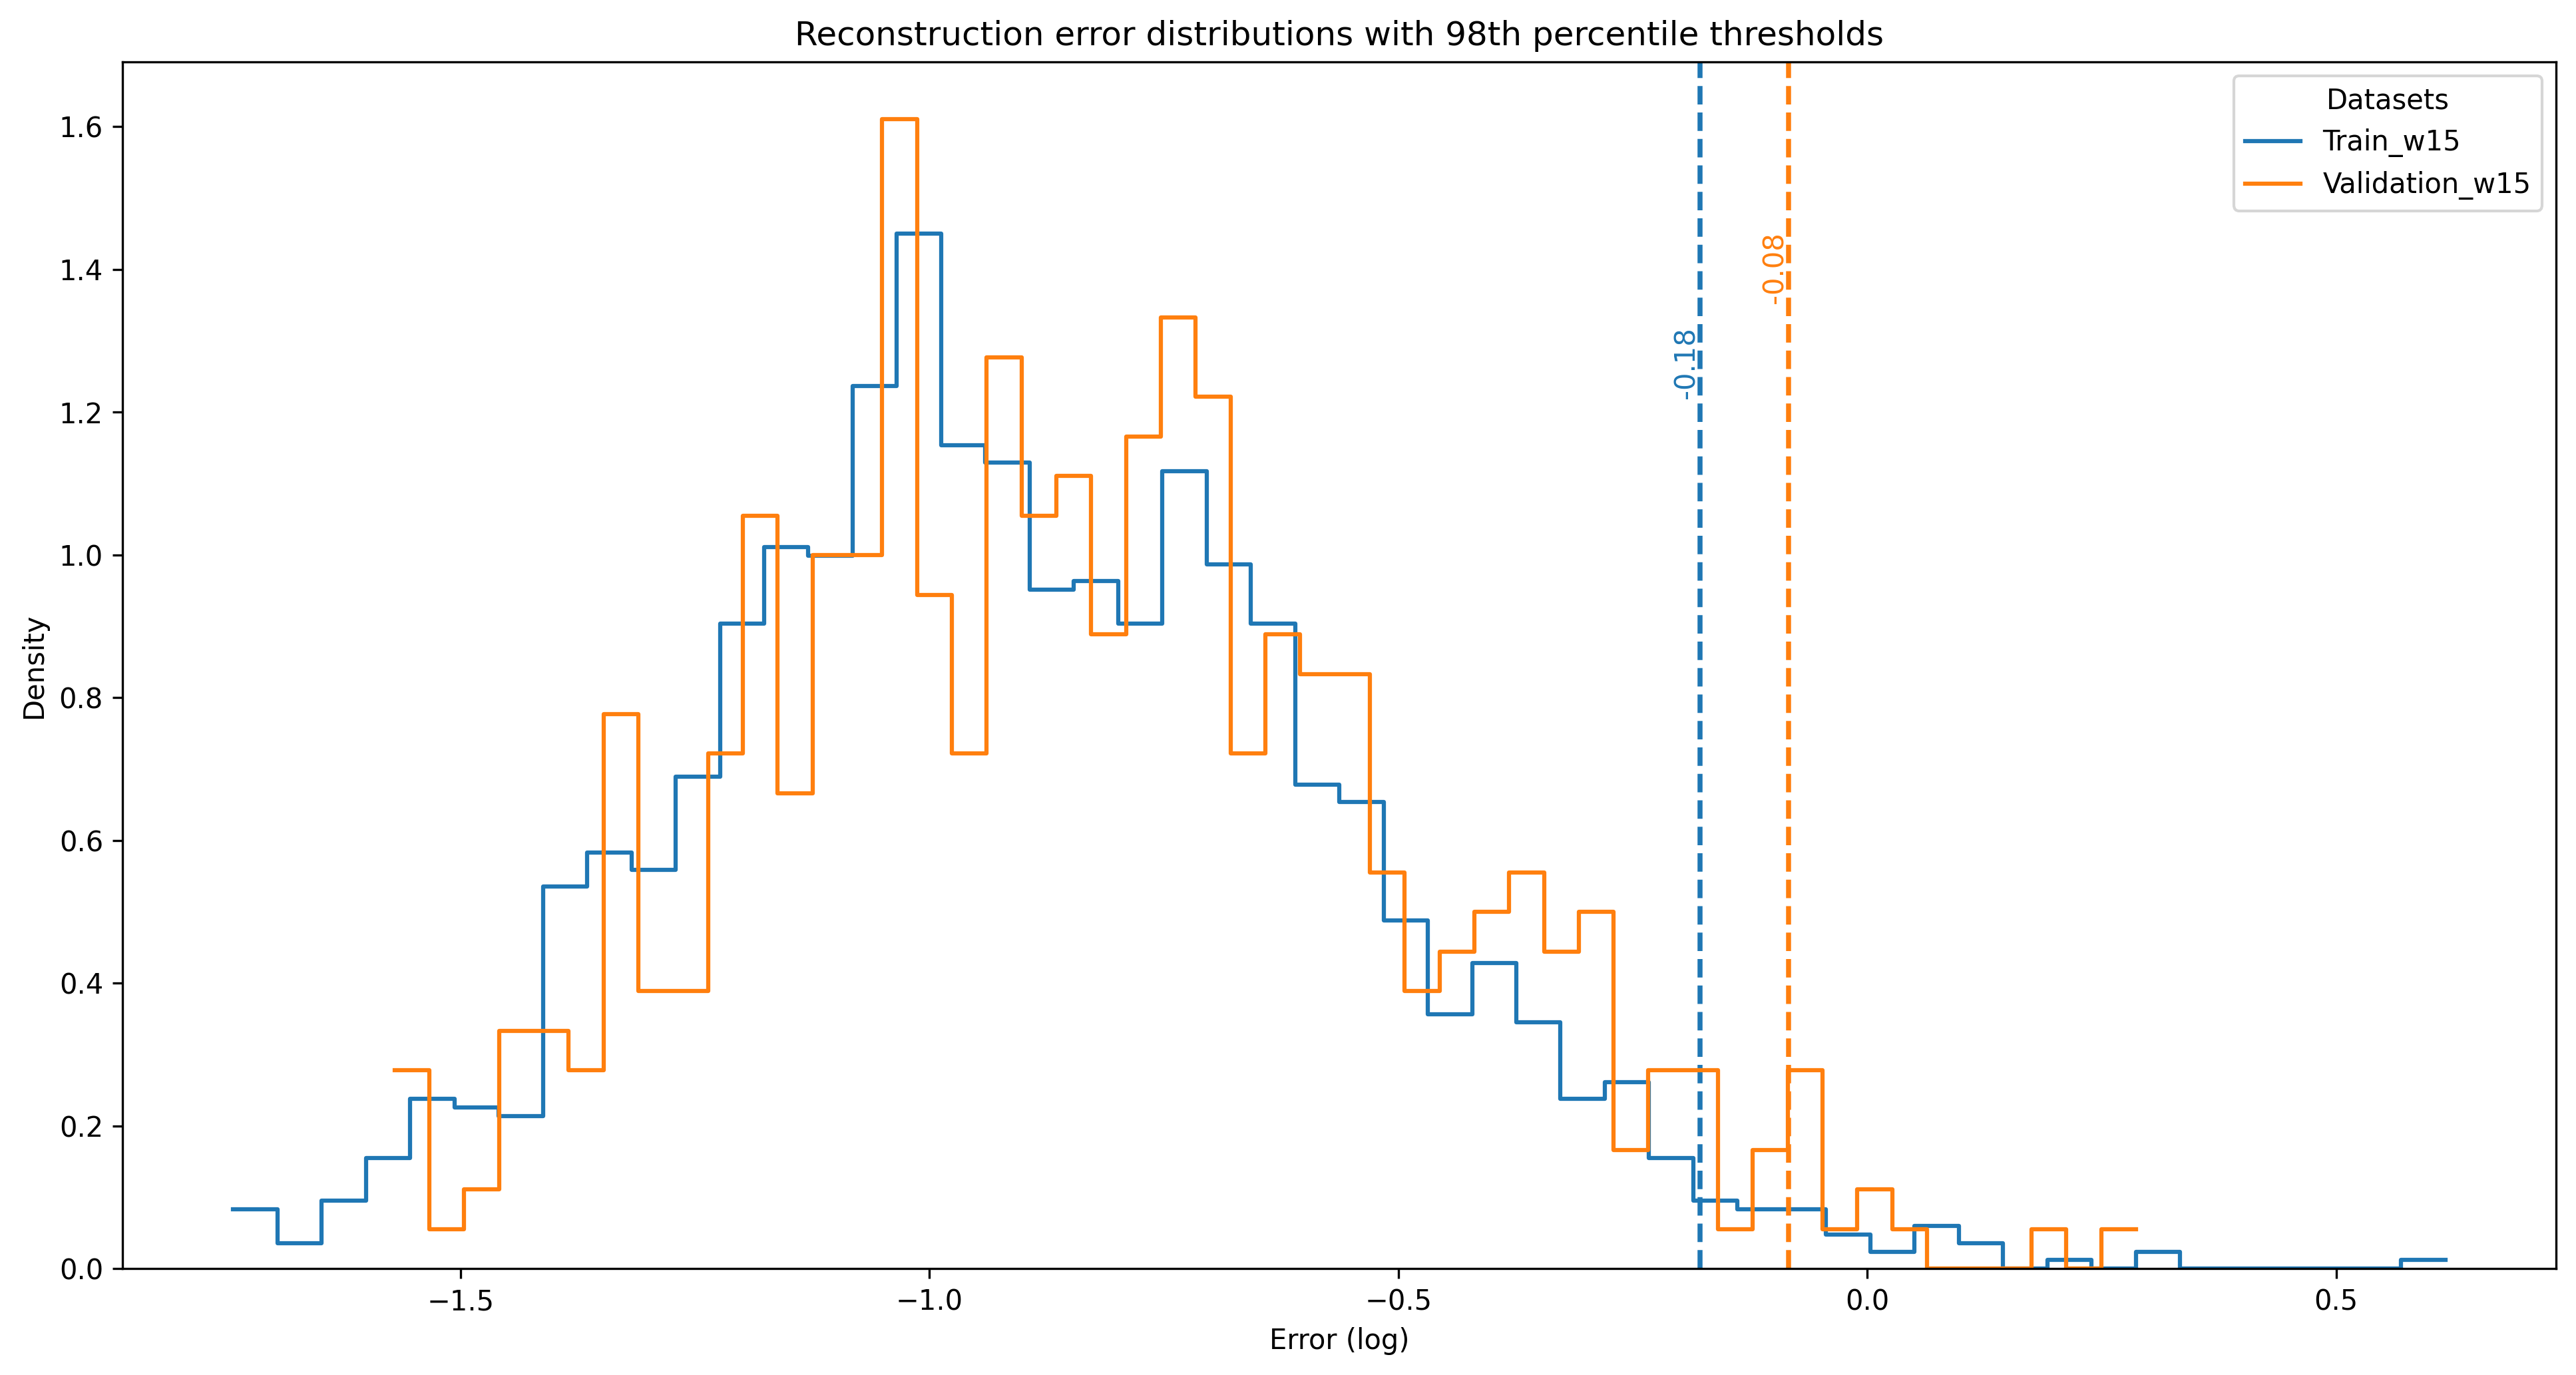 Reconstruction error distributions with 98th percentile thresholds
Datasets
Train_w15
Validation_w15
-0.08
-0.18
Density
1.6
1.4
1.2
1.0
0.8
0.6
0.4
0.2
0.0
−1.5
−1.0
−0.5
0.0
0.5
Error (log)